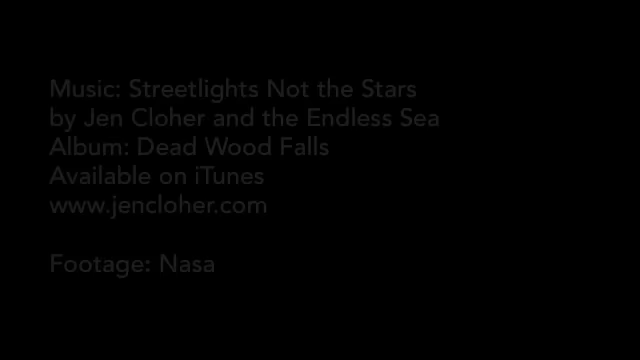 Music: Streetlights Not the Stars
by Jen Cloher and the Endless Sea
Album: Dead Wood Falls
Available on iTunes
www.jencloher.com
Footage: Nasa